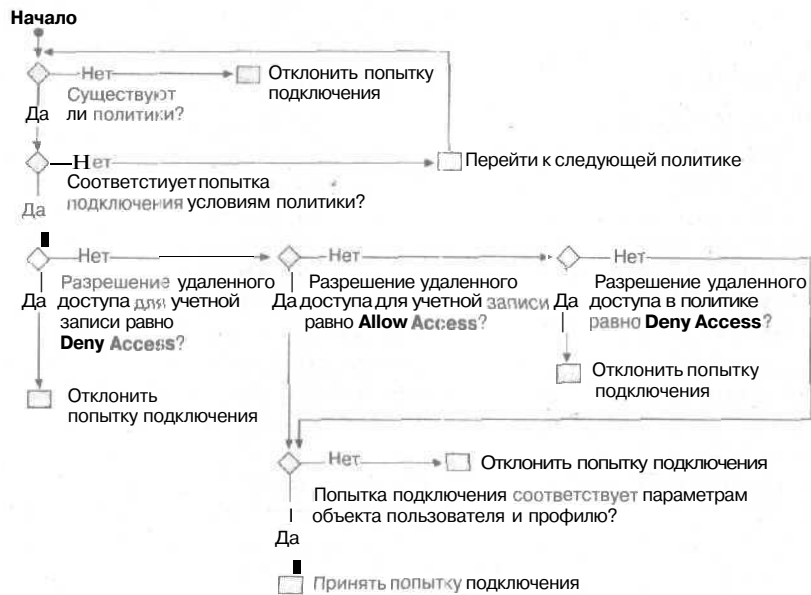 Начало
Нет
Отклонить попытку
подключения
Существуют
ли политики?
Да
Нет
Перейти к следующей политике
Соответстиует попытка
подключения условиям политики?
Да
Нет
Разрешение удаленного
доступа для учетной
записи равно
Deny Access?
Да
Отклонить
попытку подключения
Нет
Разрешение удаленного
доступа для учетной записи
равно Allow Access?
Да
Нет
Разрешение удаленного
доступа в политике
равно Deny Access?
Да
Отклонить попытку
подключения
Нет
Отклонить попытку подключения
Попытка подключения соответствует параметрам
объекта пользователя и профилю?
Да
Принять попытку подключения